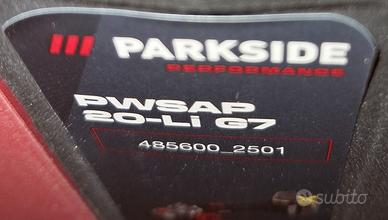 PARKSIDE
PERFORMANCE
PWSAP
20-Li G7
485600_2501
subito